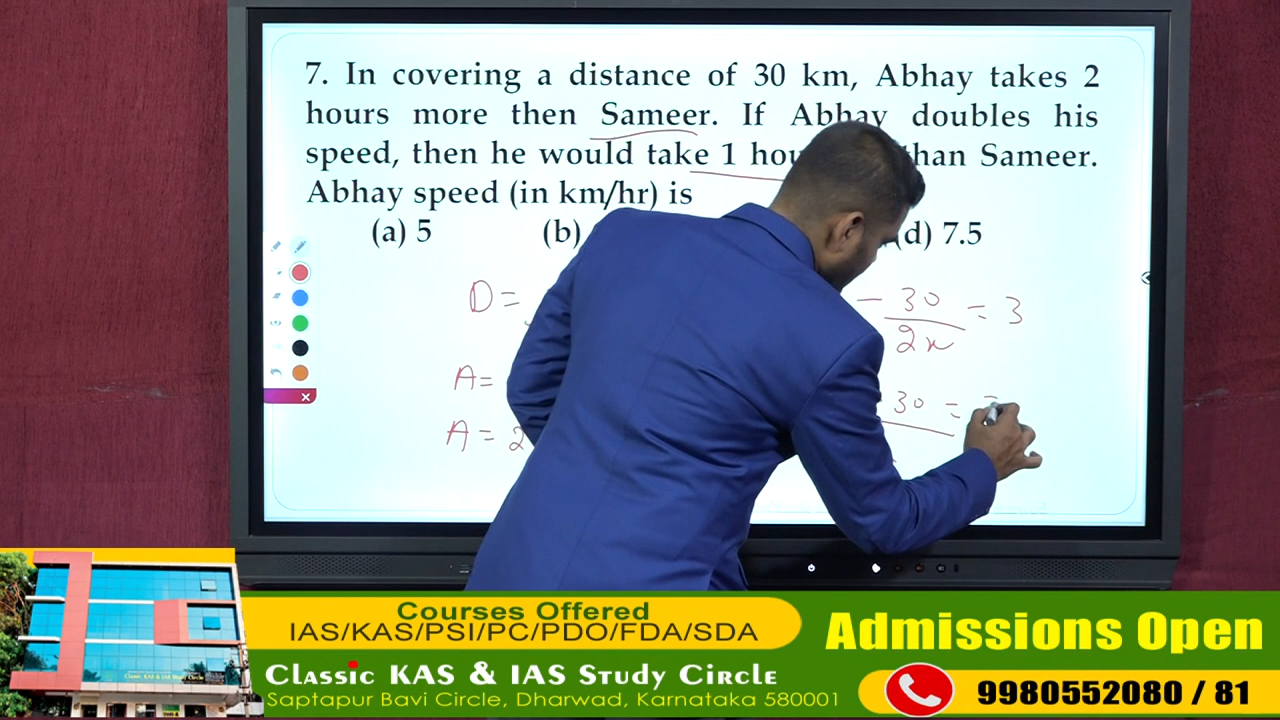 7. In covering a distance of 30 km, Abhay takes 2
hours more then Sameer. If Abhay doubles his
speed, then he would take 1 hou than Sameer.
Abhay speed (in km/hr) is
(a) 5 (b) (d) 7.5
D =
− 30 / 2x = 3
A =
30 =
A = 2
Courses Offered
IAS/KAS/PSI/PC/PDO/FDA/SDA
Classic KAS & IAS Study Circle
Saptapur Bavi Circle, Dharwad, Karnataka 580001
Admissions Open
9980552080 / 81